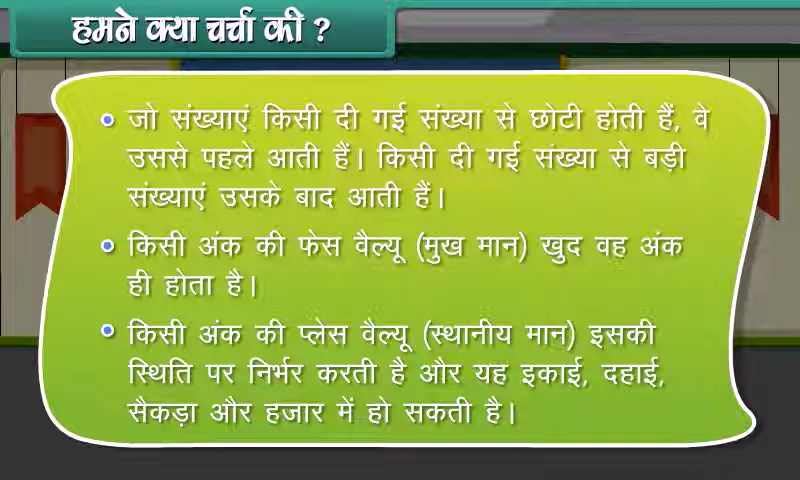 हमने क्या चर्चा की ?
जो संख्याएं किसी दी गई संख्या से छोटी होती हैं, वे
उससे पहले आती हैं। किसी दी गई संख्या से बड़ी
संख्याएं उसके बाद आती हैं।
किसी अंक की फेस वैल्यू (मुख मान) खुद वह अंक
ही होता है।
किसी अंक की प्लेस वैल्यू (स्थानीय मान) इसकी
स्थिति पर निर्भर करती है और यह इकाई, दहाई,
सैकड़ा और हजार में हो सकती है।